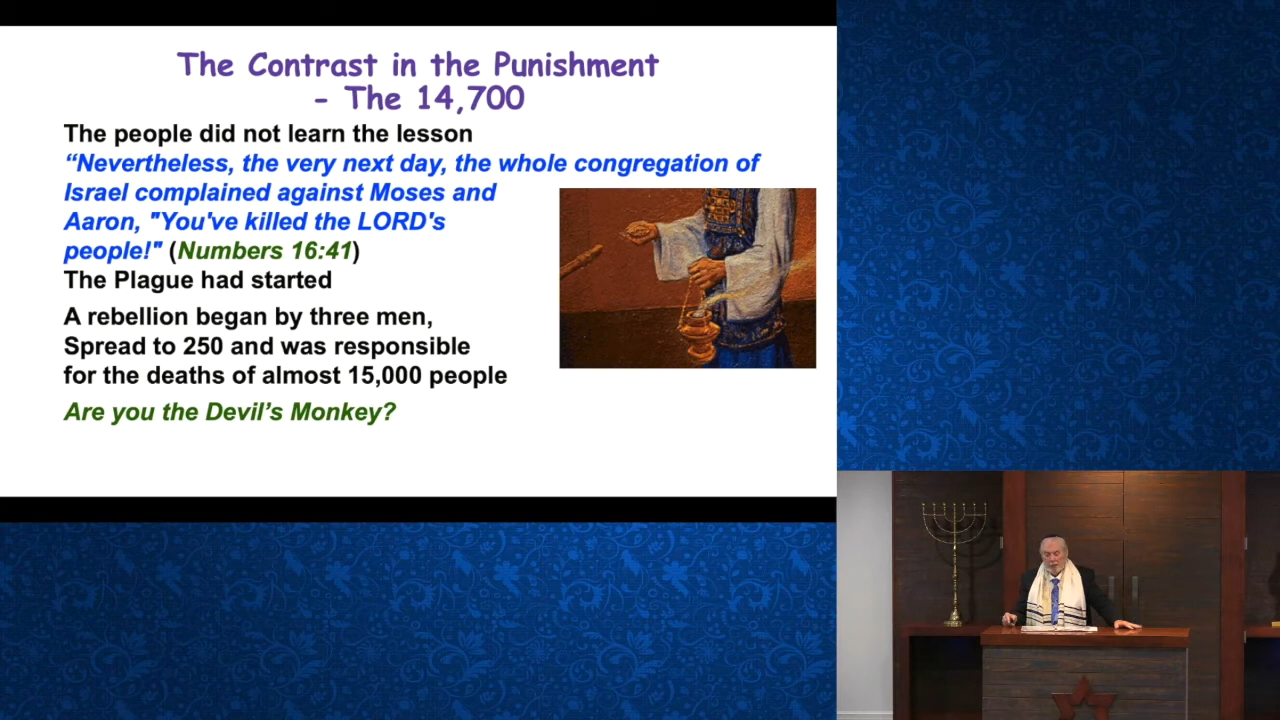 The Contrast in the Punishment
- The 14,700
The people did not learn the lesson
“Nevertheless, the very next day, the whole congregation of
Israel complained against Moses and
Aaron, "You've killed the LORD's
people!" (Numbers 16:41)
The Plague had started
A rebellion began by three men,
Spread to 250 and was responsible
for the deaths of almost 15,000 people
Are you the Devil’s Monkey?